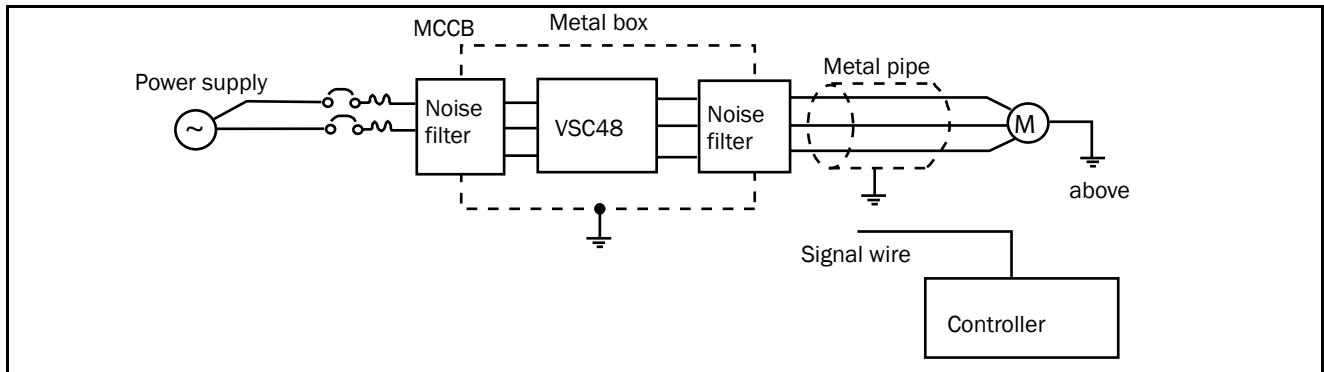 MCCB
Metal box
Power supply
~
Noise
filter
VSC48
Noise
filter
Metal pipe
M
above
Signal wire
Controller